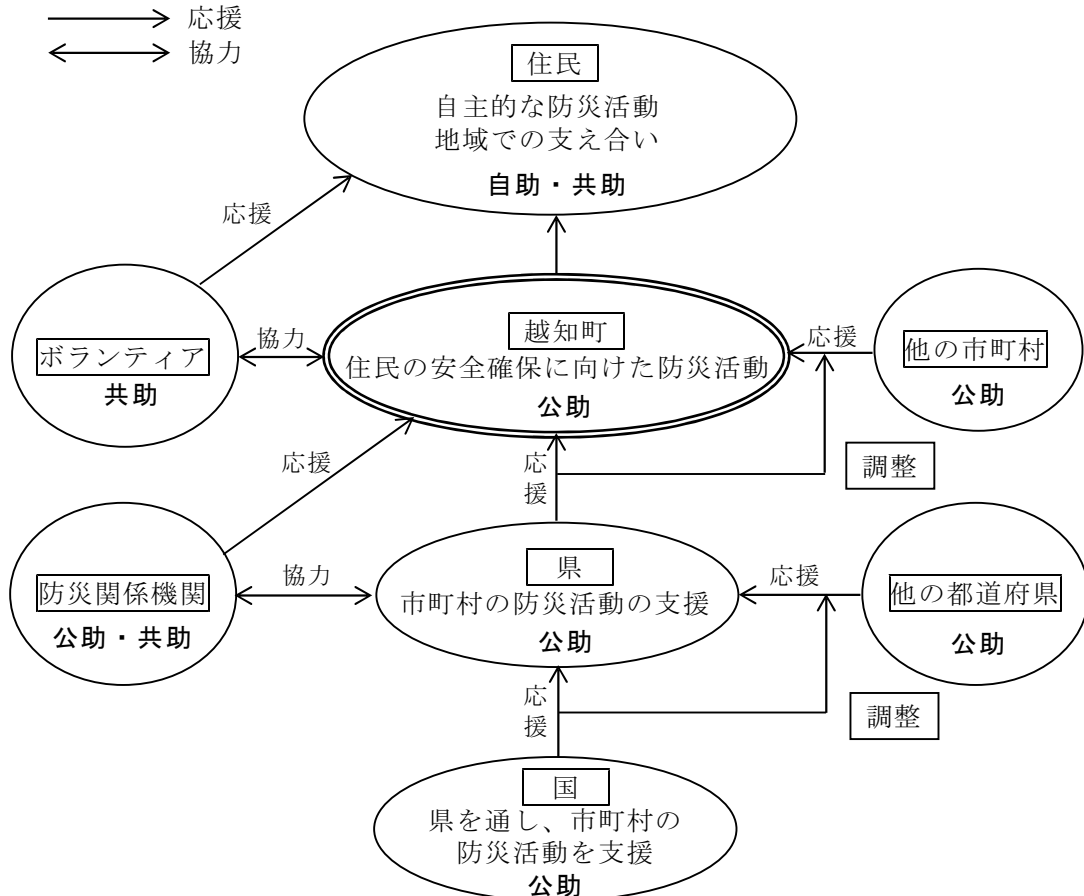 応援
協力
住民
自主的な防災活動
地域での支え合い
自助・共助
応援
ボランティア
共助
協力
越知町
住民の安全確保に向けた防災活動
公助
応援
他の市町村
公助
応援
応援
調整
防災関係機関
公助・共助
協力
県
市町村の防災活動の支援
公助
応援
他の都道府県
公助
応援
調整
国
県を通し、市町村の
防災活動を支援
公助